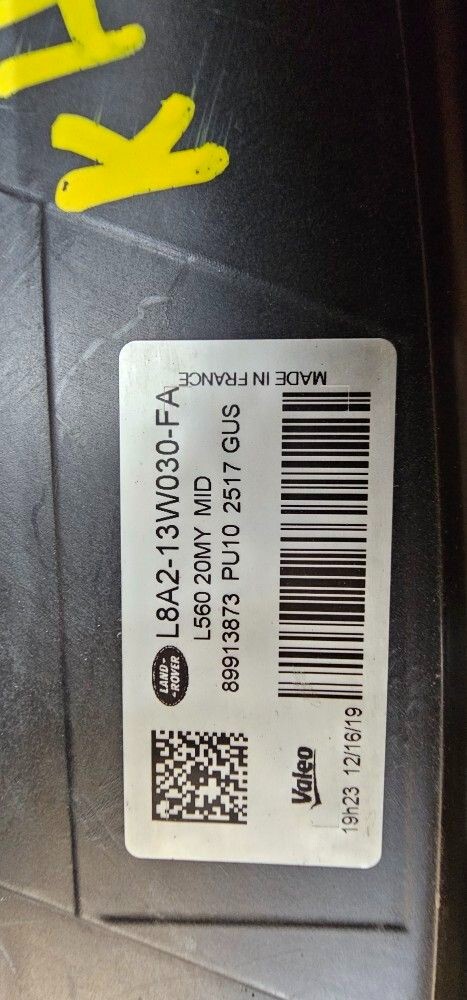 KH
LAND-
-ROVER
L8A2-13W030-FA
L560 20MY MID
89913873 PU10 2517 GUS
MADE IN FRANCE
Valeo
19h23 12/16/19